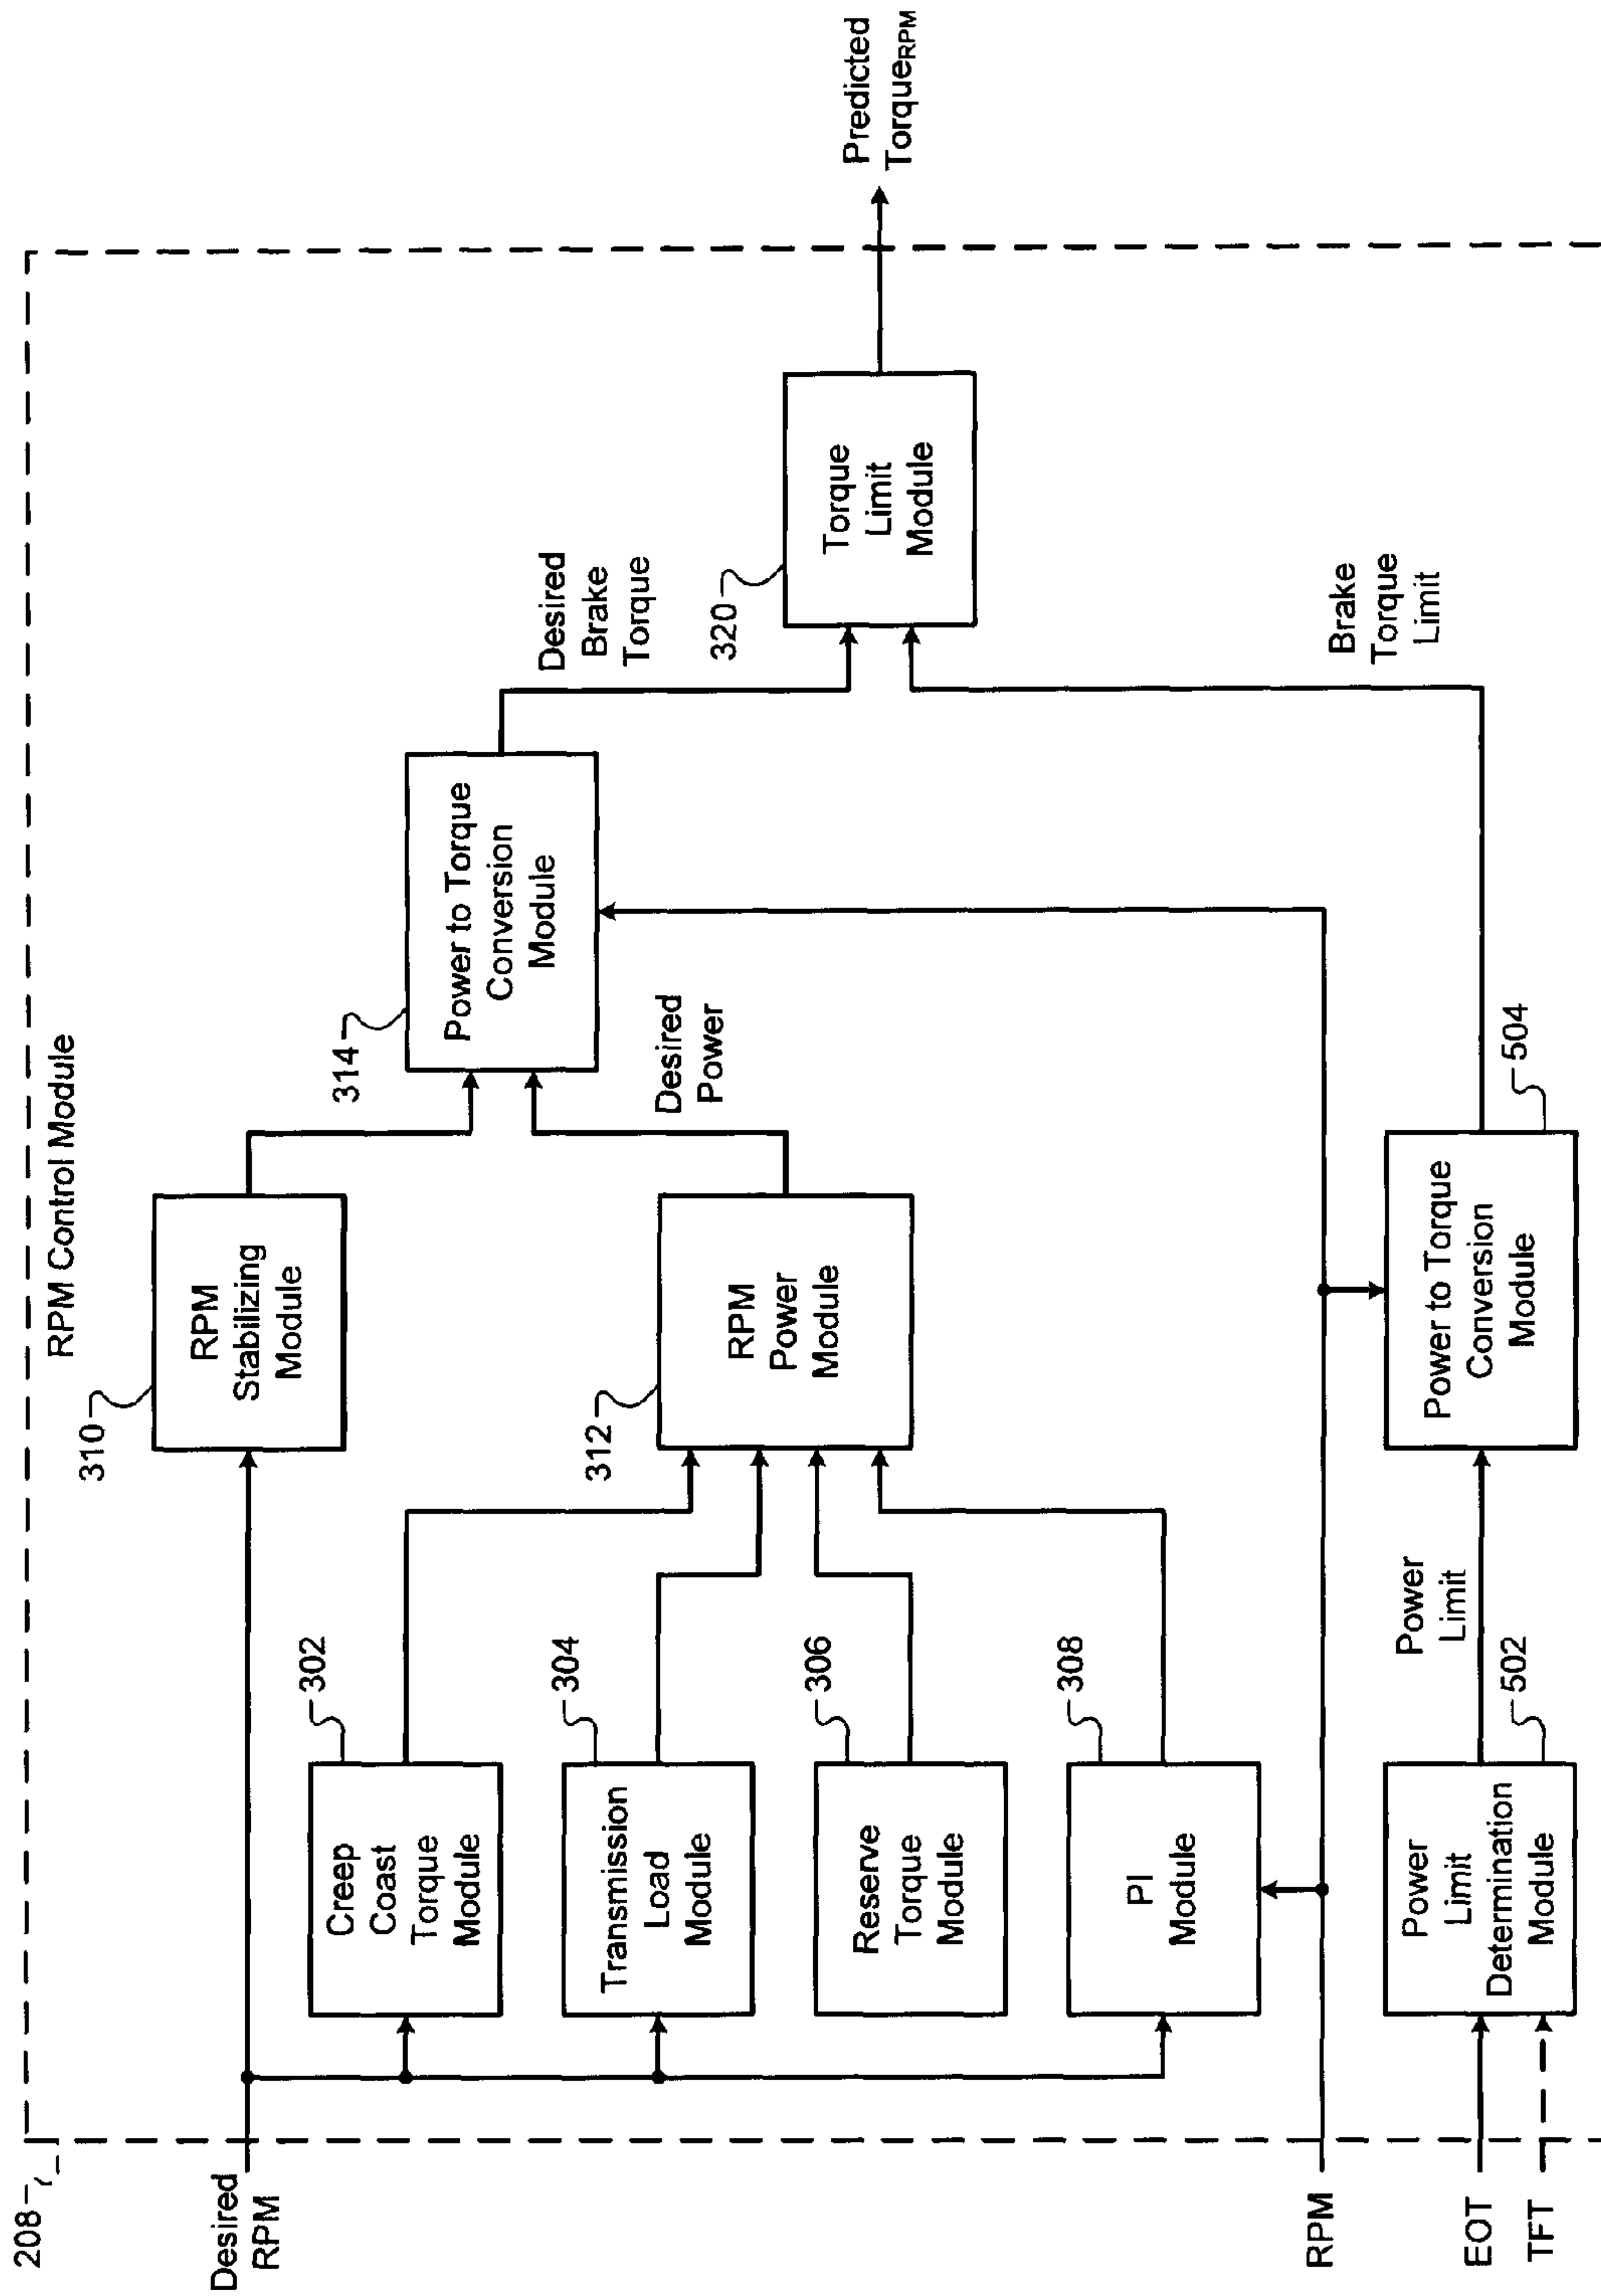 208
RPM Control Module
Desired
RPM
310
RPM
Stabilizing
Module
302
Creep
Coast
Torque
Module
304
Transmission
Load
Module
306
Reserve
Torque
Module
308
PI
Module
312
RPM
Power
Module
Desired
Power
314
Power to Torque
Conversion
Module
Desired
Brake
Torque
320
Torque
Limit
Module
Predicted
TorqueRPM
RPM
EOT
TFT
Power
Limit
Determination
Module
502
Power
Limit
Power to Torque
Conversion
Module
504
Brake
Torque
Limit